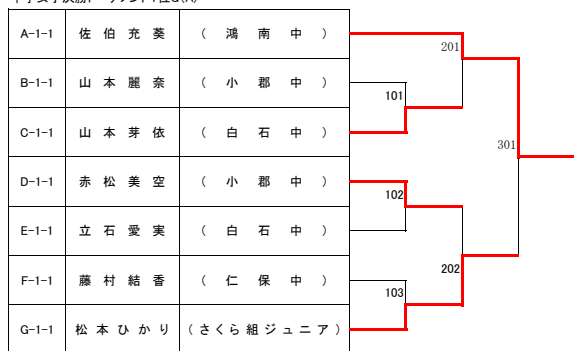 A-1-1 佐伯充葵 (鴻南中)
201
B-1-1 山本麗奈 (小郡中)
101
C-1-1 山本芽依 (白石中)
301
D-1-1 赤松美空 (小郡中)
102
E-1-1 立石愛実 (白石中)
202
F-1-1 藤村結香 (仁保中)
103
G-1-1 松本ひかり (さくら組ジュニア)